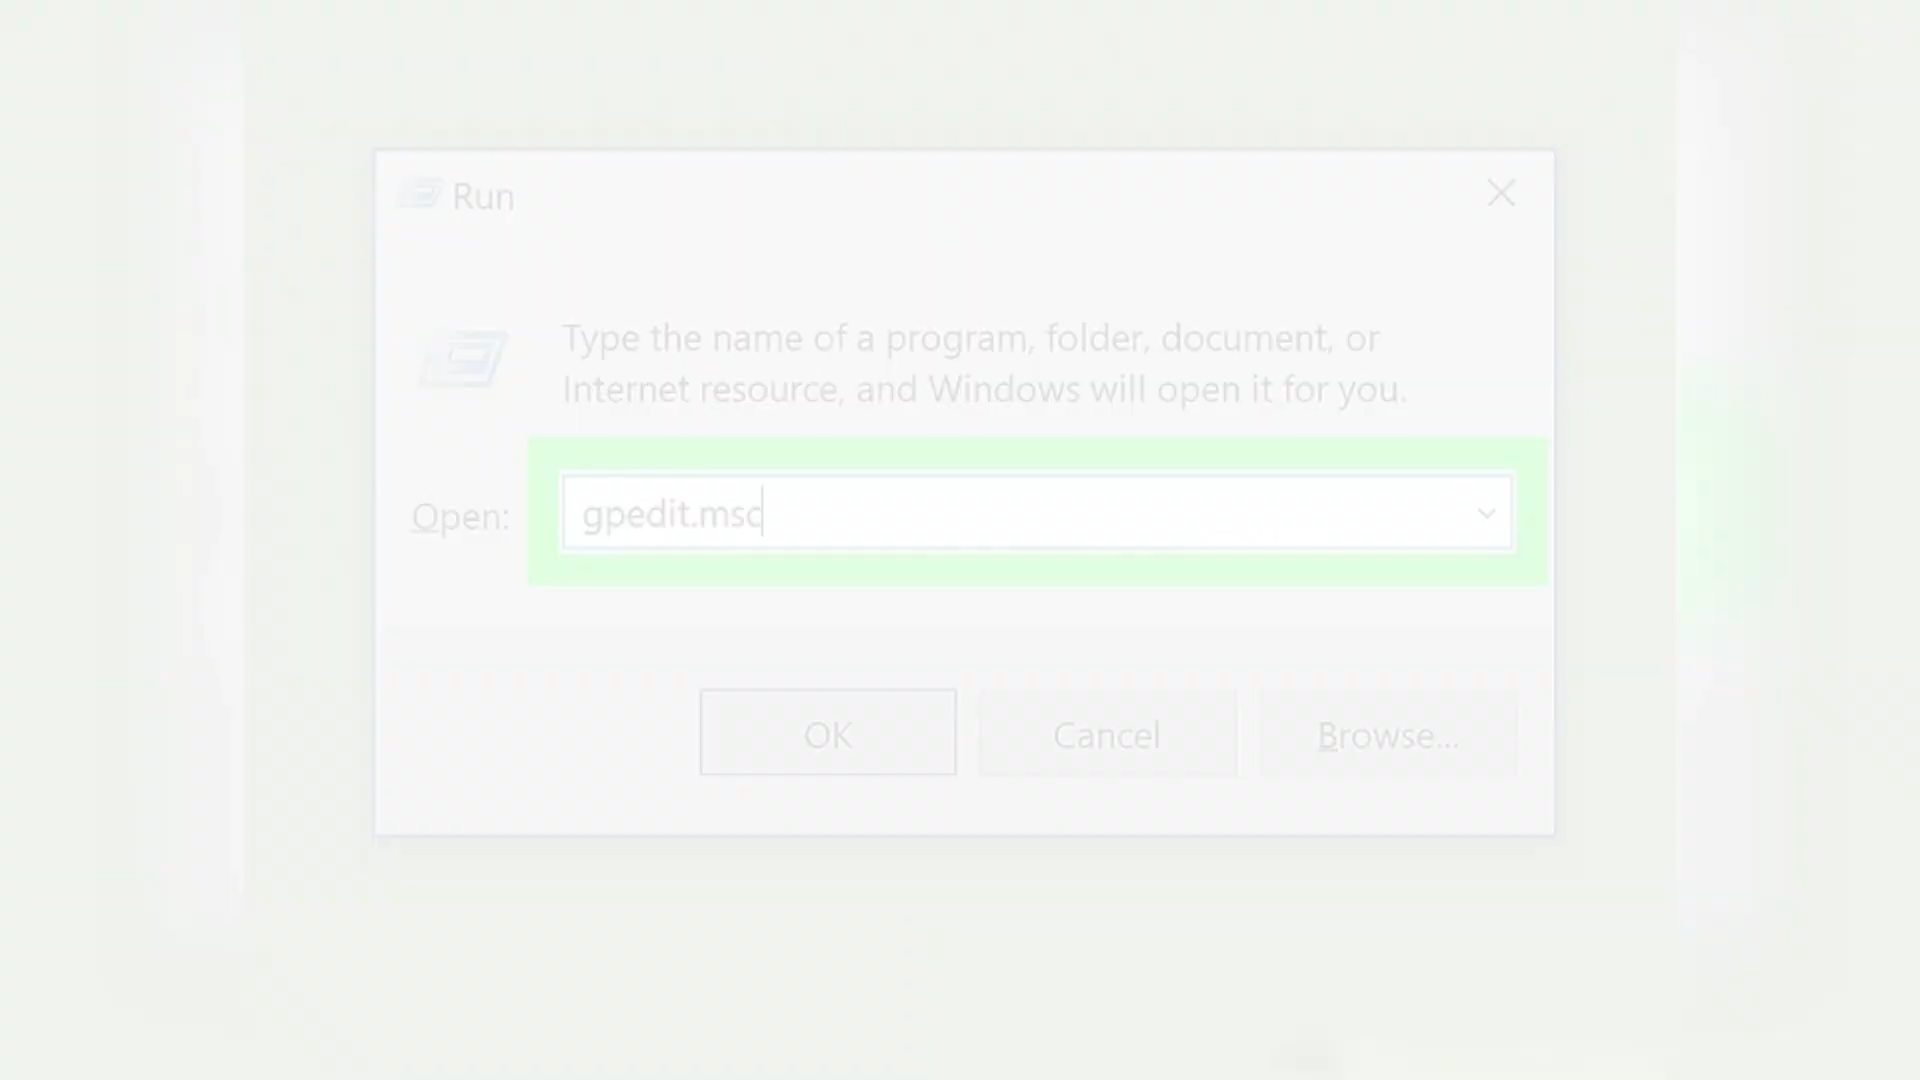 Run
Type the name of a program, folder, document, or
Internet resource, and Windows will open it for you.
Open: gpedit.msc
OK Cancel Browse...